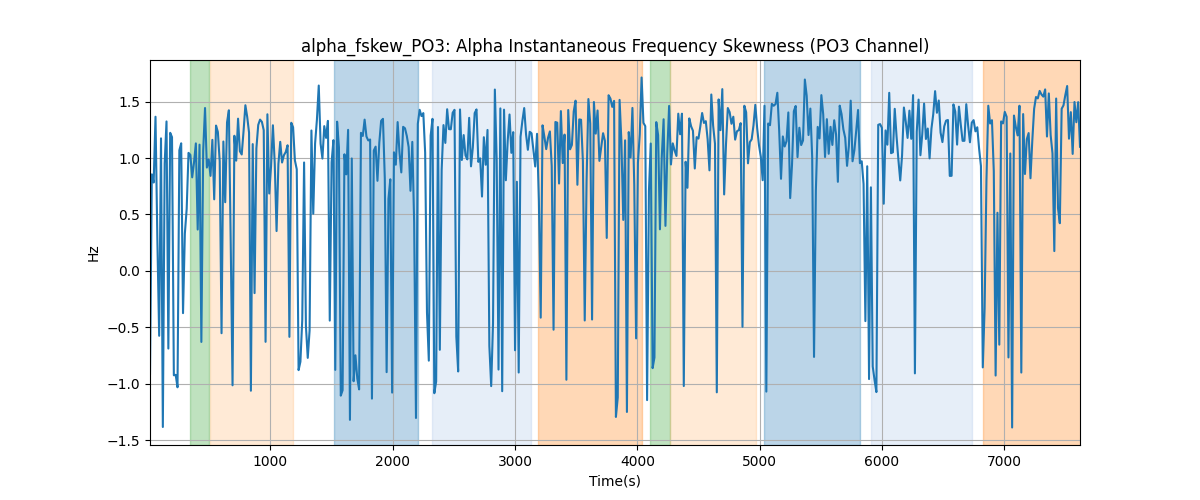 alpha_fskew_PO3: Alpha Instantaneous Frequency Skewness (PO3 Channel)
1.5
1.0
0.5
0.0
−0.5
−1.0
−1.5
Hz
1000 2000 3000 4000 5000 6000 7000
Time(s)